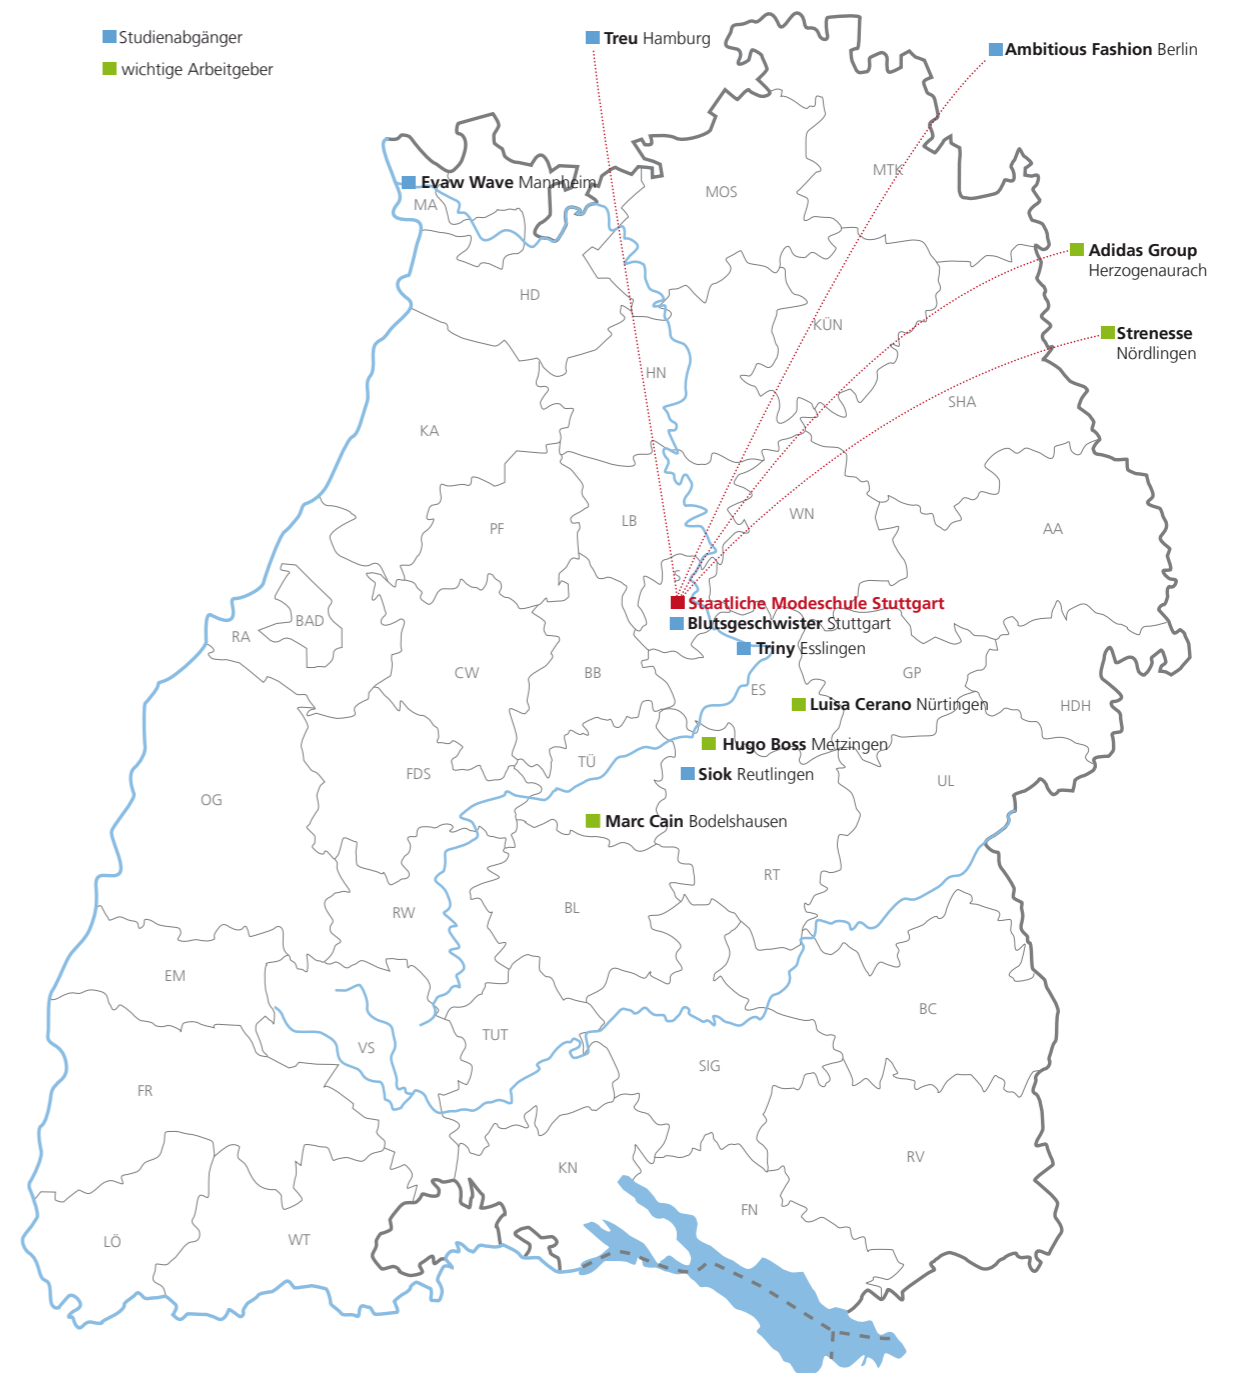 Studienabgänger
wichtige Arbeitgeber
Treu Hamburg
Ambitious Fashion Berlin
Evaw Wave Mannheim
MTK
MOS
MA
Adidas Group
Herzogenaurach
HD
KÜN
Strenesse
Nördlingen
HN
SHA
KA
WN
LB
PF
AA
S
Staatliche Modeschule Stuttgart
BAD
Blutsgeschwister Stuttgart
RA
Triny Esslingen
CW
BB
GP
ES
Luisa Cerano Nürtingen
HDH
Hugo Boss Metzingen
TÜ
FDS
Siok Reutlingen
UL
OG
Marc Cain Bodelshausen
RT
BL
RW
EM
BC
TUT
VS
SIG
FR
RV
KN
FN
WT
LÖ